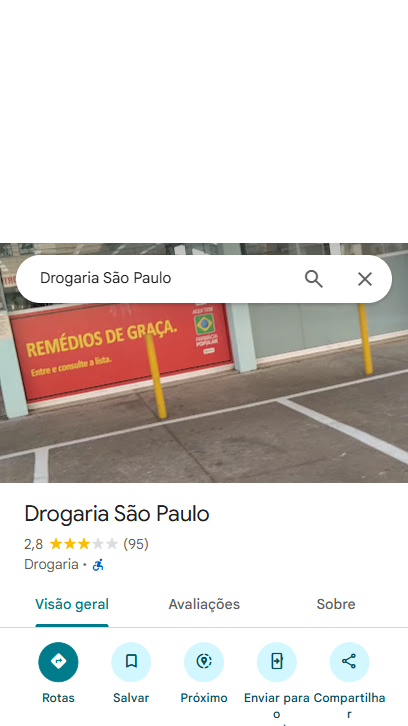 Drogaria São Paulo
REMÉDIOS DE GRAÇA.
Entre e consulte a lista.
AQUI TEM
FARMÁCIA
POPULAR
Drogaria São Paulo
2,8 (95)
Drogaria •
Visão geral Avaliações Sobre
Rotas Salvar Próximo Enviar para Compartilha
o r